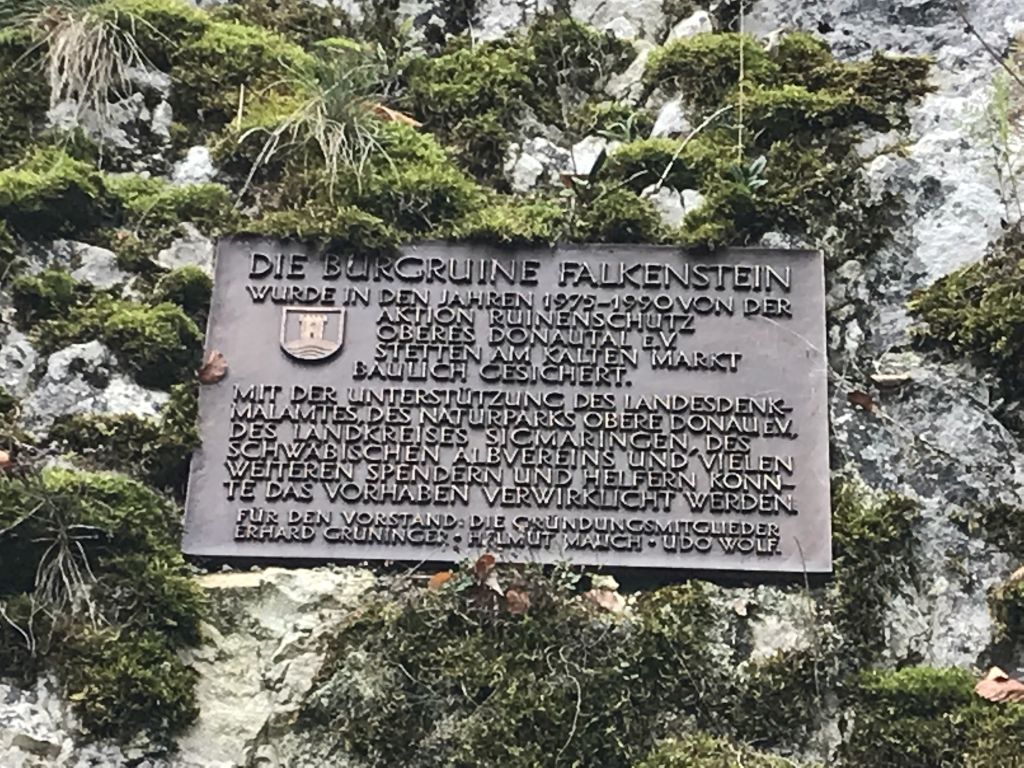 DIE BURGRUINE FALKENSTEIN
WURDE IN DEN JAHREN 1975–1990 VON DER
AKTION RUINENSCHUTZ
OBERES DONAUTAL E.V.
STETTEN AM KALTEN MARKT
BAULICH GESICHERT.
MIT DER UNTERSTÜTZUNG DES LANDESDENK-
MALAMTES, DES NATURPARKS OBERE DONAU E.V.,
DES LANDKREISES SIGMARINGEN, DES
SCHWÄBISCHEN ALBVEREINS UND VIELEN
WEITEREN SPENDERN UND HELFERN KONN-
TE DAS VORHABEN VERWIRKLICHT WERDEN.
FÜR DEN VORSTAND: DIE GRÜNDUNGSMITGLIEDER
ERHARD GRÜNINGER · HELMUT MAUCH · UDO WOLF.